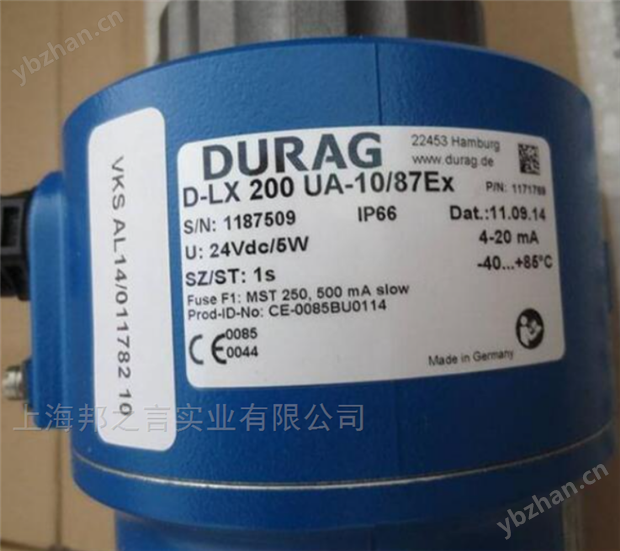 ybzhan.cn
DURAG
22453 Hamburg
www.durag.de
D-LX 200 UA-10/87Ex
P/N: 1171769
S/N: 1187509
IP66
Dat.:11.09.14
U: 24Vdc/5W
4-20 mA
SZ/ST: 1s
-40...+85°C
Fuse F1: MST 250, 500 mA slow
Prod-ID-No: CE-0085BU0114
CE 0085
0044
Made in Germany
VKS AL14/011782 10
上海邦之言实业有限公司
ybzhan.cn